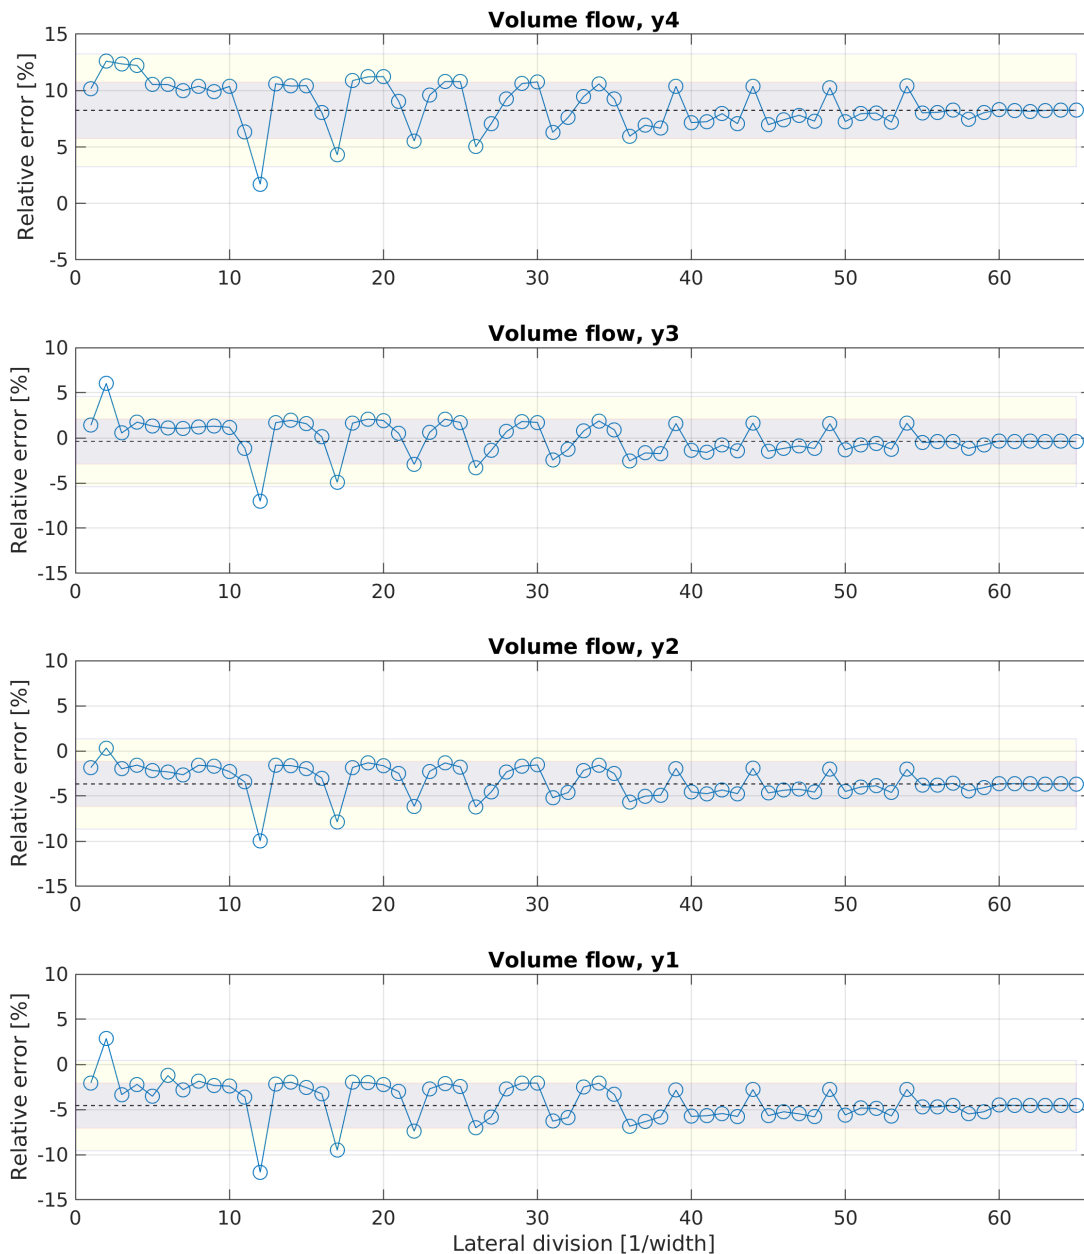 Volume flow, y4
Relative error [%]
15
10
5
0
-5
0 10 20 30 40 50 60
Volume flow, y3
Relative error [%]
10
5
0
-5
-10
-15
0 10 20 30 40 50 60
Volume flow, y2
Relative error [%]
10
5
0
-5
-10
-15
0 10 20 30 40 50 60
Volume flow, y1
Relative error [%]
10
5
0
-5
-10
-15
0 10 20 30 40 50 60
Lateral division [1/width]